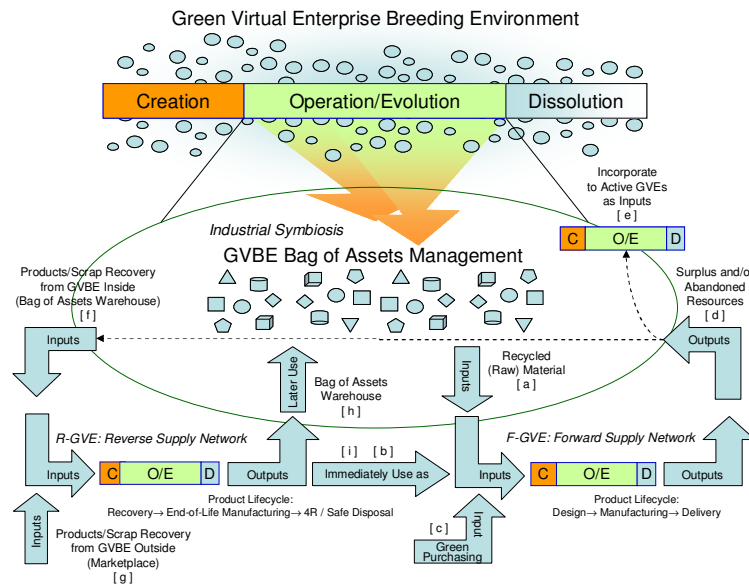 Green Virtual Enterprise Breeding Environment
Creation
Operation/Evolution
Dissolution
Incorporate
to Active GVEs
as Inputs
[ e ]
C
O/E
D
Industrial Symbiosis
GVBE Bag of Assets Management
Products/Scrap Recovery
from GVBE Inside
(Bag of Assets Warehouse)
[ f ]
Surplus and/or
Abandoned
Resources
[ d ]
Inputs
Outputs
Later Use
Bag of Assets
Warehouse
[ h ]
Inputs
Recycled
(Raw) Material
[ a ]
R-GVE: Reverse Supply Network
F-GVE: Forward Supply Network
Inputs
C
O/E
D
Outputs
[ i ]
[ b ]
Immediately Use as
Inputs
C
O/E
D
Outputs
Product Lifecycle:
Recovery→ End-of-Life Manufacturing→ 4R / Safe Disposal
Product Lifecycle:
Design→ Manufacturing→ Delivery
Inputs
Products/Scrap Recovery
from GVBE Outside
(Marketplace)
[ g ]
[ c ]
Input
Green
Purchasing